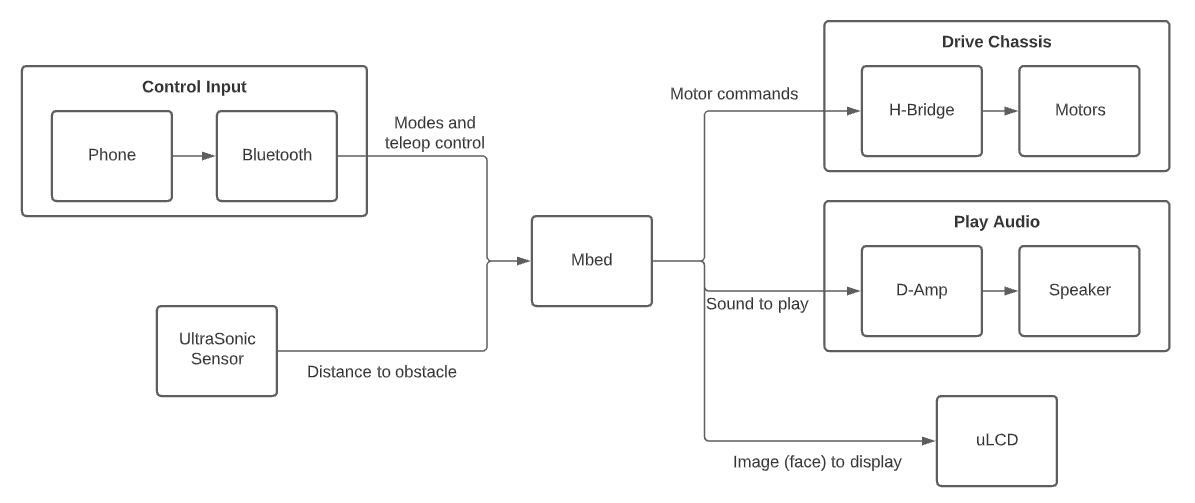 Control Input
Phone
Bluetooth
Modes and
teleop control
UltraSonic
Sensor
Distance to obstacle
Mbed
Motor commands
Drive Chassis
H-Bridge
Motors
Play Audio
Sound to play
D-Amp
Speaker
Image (face) to display
uLCD